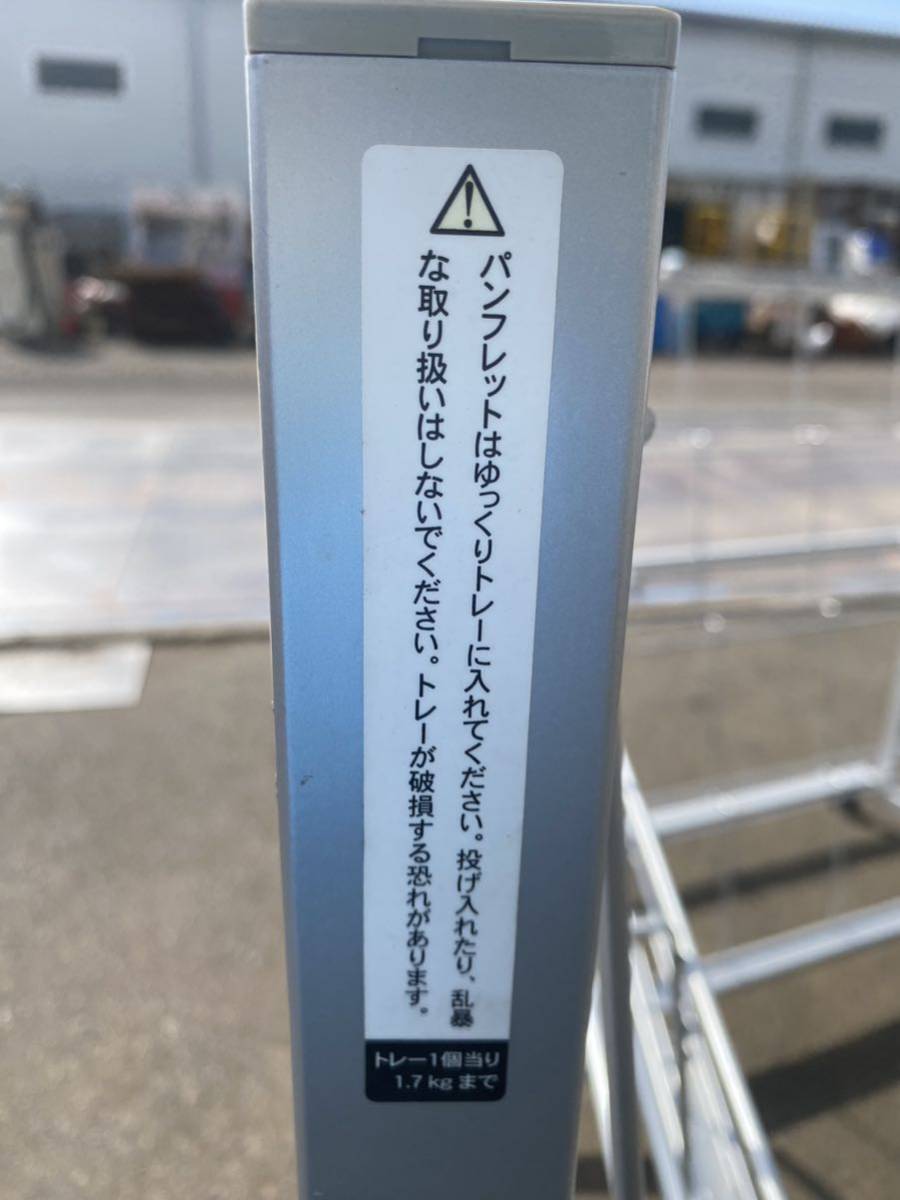 パンフレットはゆっくりトレーに入れてください。投げ入れたり、乱暴
な取り扱いはしないでください。トレーが破損する恐れがあります。
トレー1個当り
1.7kgまで